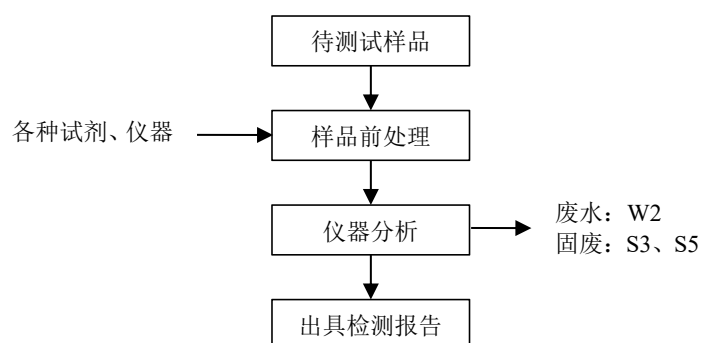 待测试样品
各种试剂、仪器
样品前处理
仪器分析
废水：W2
固废：S3、S5
出具检测报告